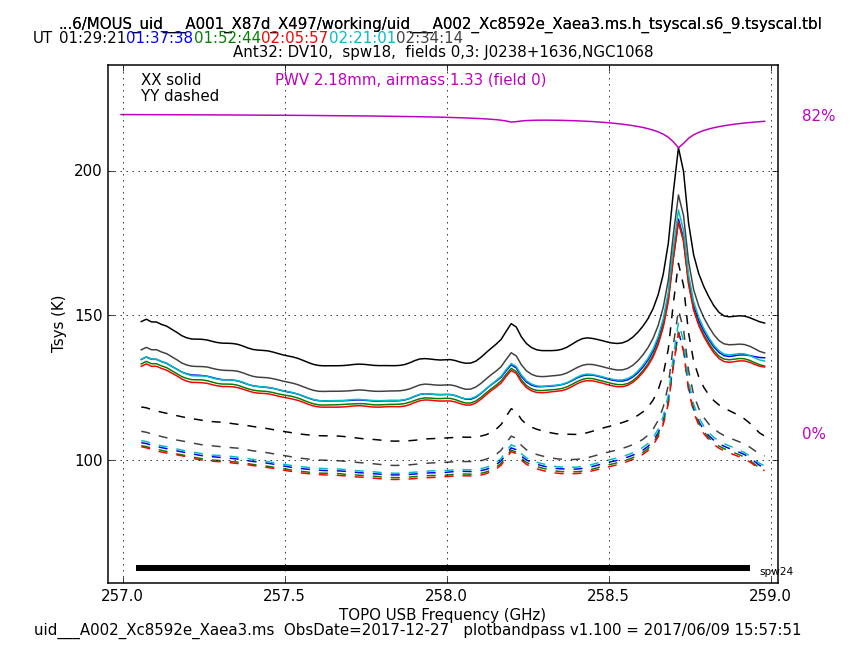 ...6/MOUS_uid___A001_X87d_X497/working/uid___A002_Xc8592e_Xaea3.ms.h_tsyscal.s6_9.tsyscal.tbl
UT 01:29:21 01:37:38 01:52:44 02:05:57 02:21:01 02:34:14
Ant32: DV10,  spw18,  fields 0,3: J0238+1636,NGC1068
XX solid
PWV 2.18mm, airmass 1.33 (field 0)
YY dashed
82%
200
150
Tsys (K)
0%
100
spw24
257.0 257.5 258.0 258.5 259.0
TOPO USB Frequency (GHz)
uid___A002_Xc8592e_Xaea3.ms  ObsDate=2017-12-27   plotbandpass v1.100 = 2017/06/09 15:57:51